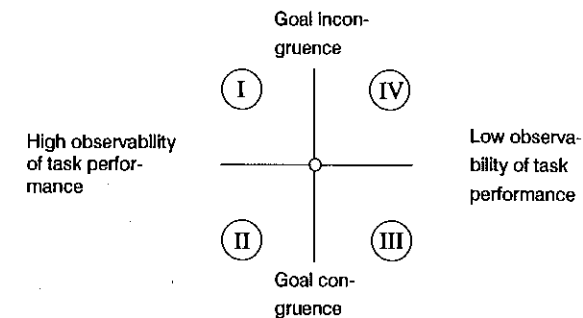 Goal incon-
gruence
I
IV
High observability
of task perfor-
mance
Low observa-
bility of task
performance
II
III
Goal con-
gruence